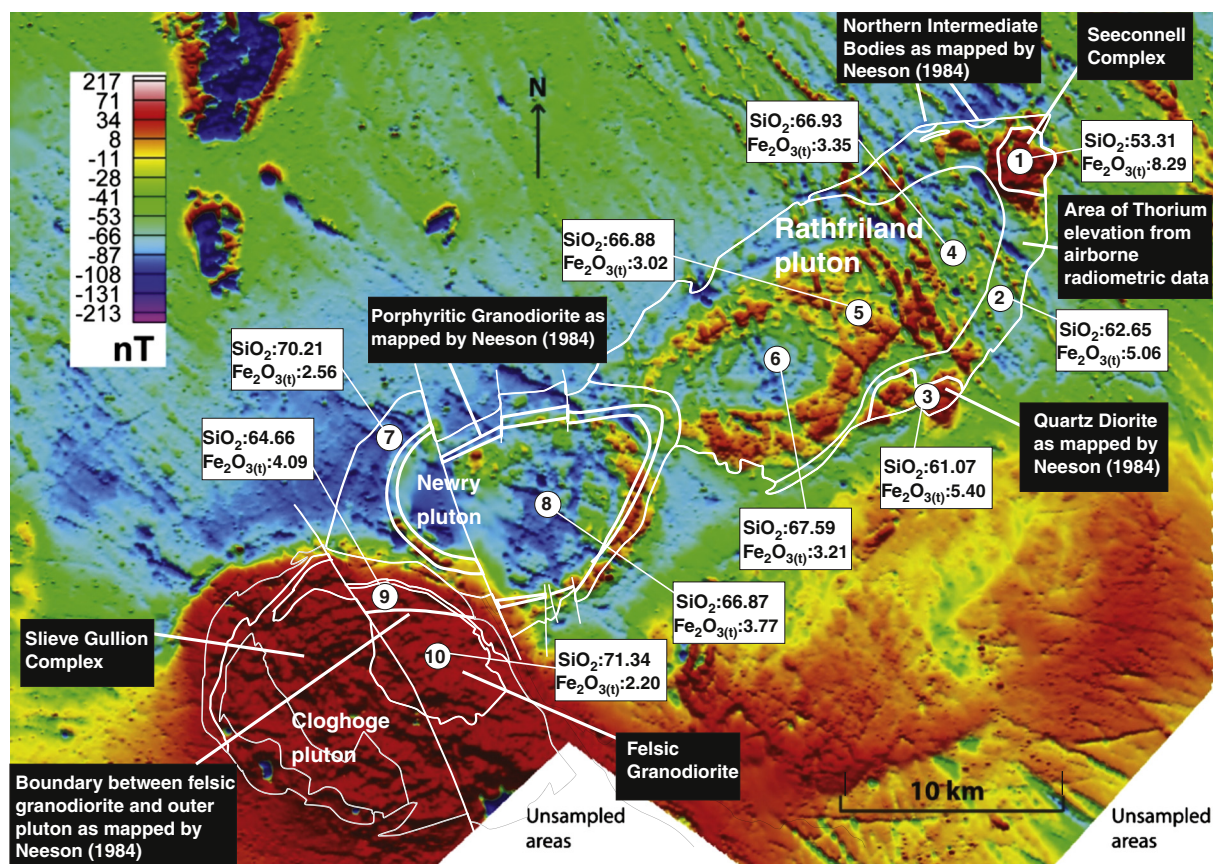 217
71
34
8
-11
-28
-41
-53
-66
-87
-108
-131
-213
nT
N
Northern Intermediate
Bodies as mapped by
Neeson (1984)
Seeconnell
Complex
SiO2:66.93
Fe2O3(t):3.35
1
SiO2:53.31
Fe2O3(t):8.29
Area of Thorium
elevation from
airborne
radiometric data
Rathfriland
pluton
4
2
SiO2:66.88
Fe2O3(t):3.02
5
SiO2:62.65
Fe2O3(t):5.06
Porphyritic Granodiorite as
mapped by Neeson (1984)
6
3
SiO2:70.21
Fe2O3(t):2.56
Quartz Diorite
as mapped by
Neeson (1984)
7
SiO2:64.66
Fe2O3(t):4.09
SiO2:61.07
Fe2O3(t):5.40
Newry
pluton
8
SiO2:67.59
Fe2O3(t):3.21
9
SiO2:66.87
Fe2O3(t):3.77
Slieve Gullion
Complex
10
SiO2:71.34
Fe2O3(t):2.20
Cloghoge
pluton
Felsic
Granodiorite
Boundary between felsic
granodiorite and outer
pluton as mapped by
Neeson (1984)
10 km
Unsampled
areas
Unsampled
areas